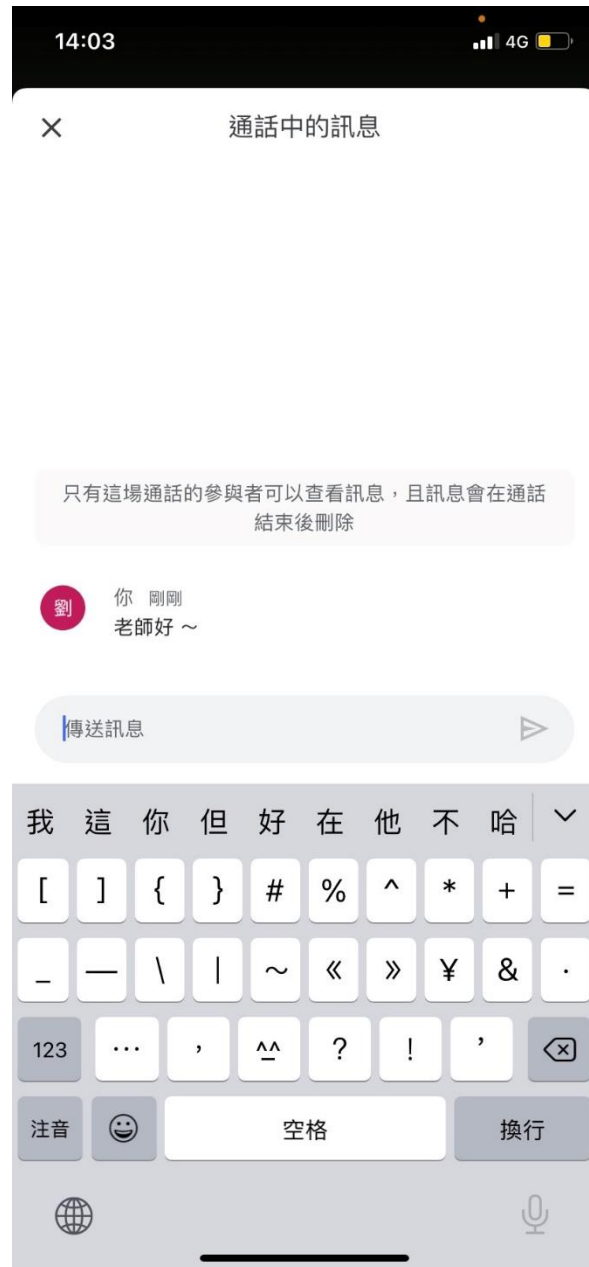 14:03 4G
通話中的訊息
只有這場通話的參與者可以查看訊息，且訊息會在通話
結束後刪除
劉 你 剛剛
老師好～
傳送訊息
我 這 你 但 好 在 他 不 哈
[ ] { } # % ^ * + =
_ — \ | ～ 《 》 ¥ & ·
123 … ， ^_^ ? ! ’
注音 空格 換行